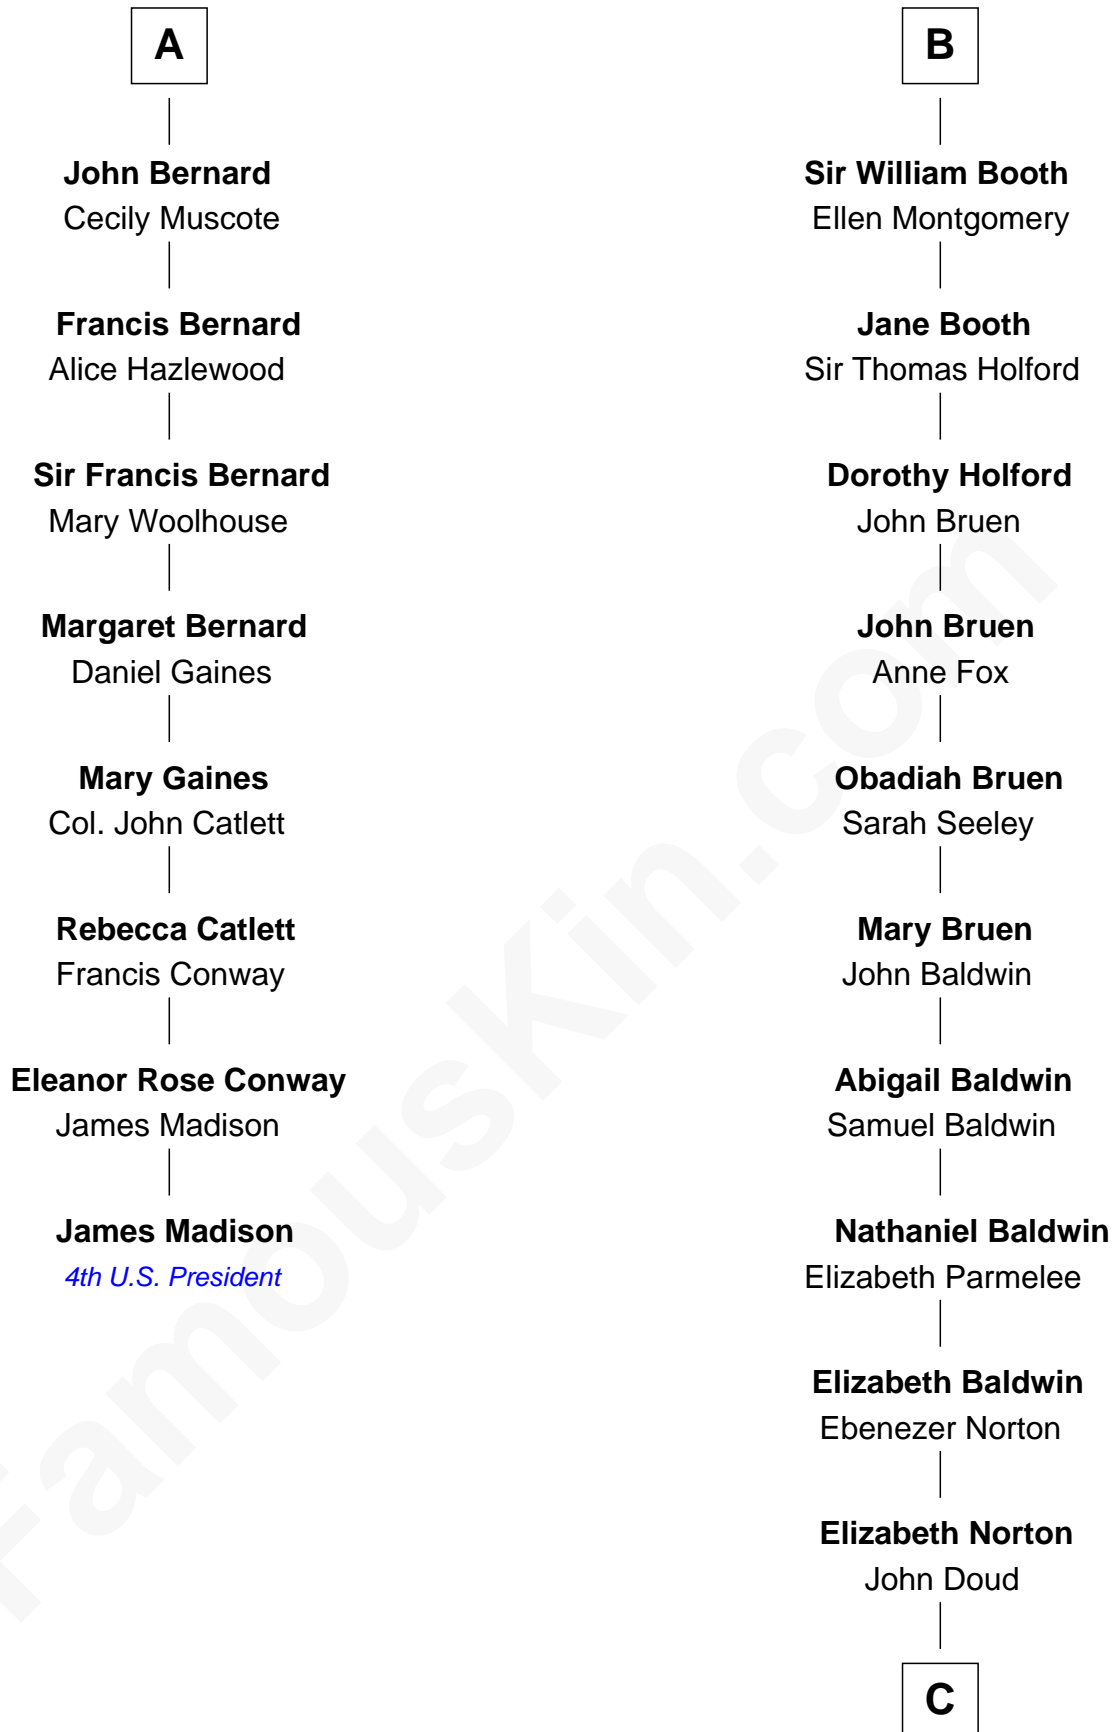 A
John Bernard
Cecily Muscote
Francis Bernard
Alice Hazlewood
Sir Francis Bernard
Mary Woolhouse
Margaret Bernard
Daniel Gaines
Mary Gaines
Col. John Catlett
Rebecca Catlett
Francis Conway
Eleanor Rose Conway
James Madison
James Madison
4th U.S. President
B
Sir William Booth
Ellen Montgomery
Jane Booth
Sir Thomas Holford
Dorothy Holford
John Bruen
John Bruen
Anne Fox
Obadiah Bruen
Sarah Seeley
Mary Bruen
John Baldwin
Abigail Baldwin
Samuel Baldwin
Nathaniel Baldwin
Elizabeth Parmelee
Elizabeth Baldwin
Ebenezer Norton
Elizabeth Norton
John Doud
C
FamousKin.com